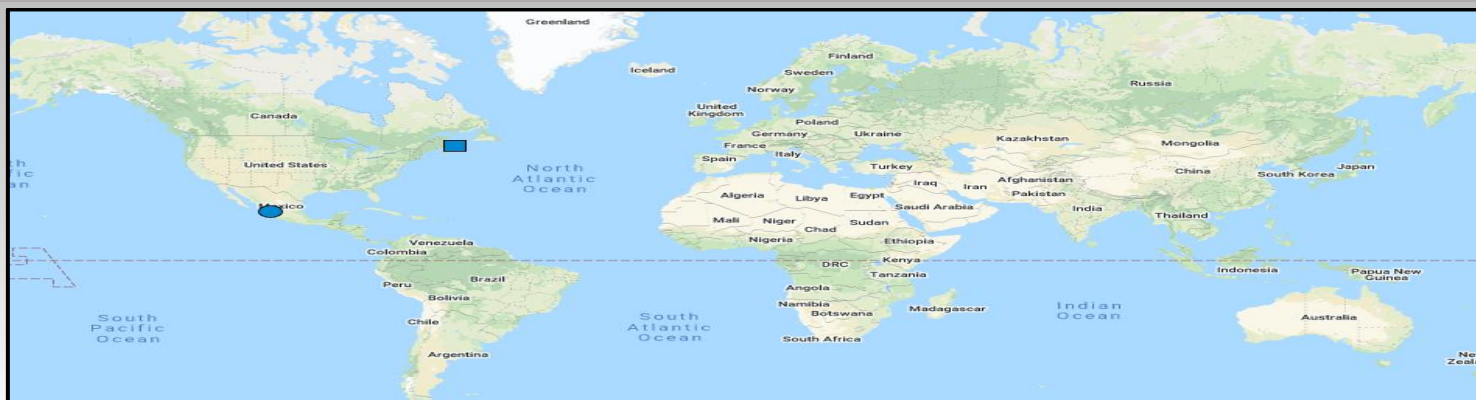 Greenland
Iceland
Finland
Sweden
Norway
Russia
United
Kingdom
Canada
Poland
Germany
Ukraine
France
Kazakhstan
Mongolia
Italy
Spain
United States
Turkey
Japan
North
Atlantic
Ocean
China
South Korea
Afghanistan
Iraq
Iran
Pakistan
Algeria
Libya
Egypt
Saudi Arabia
India
Mali
Niger
Chad
Sudan
Thailand
Nigeria
Ethiopia
Venezuela
Colombia
DRC
Kenya
Tanzania
Indonesia
Papua New
Guinea
Brazil
Peru
Angola
Bolivia
Namibia
Botswana
Madagascar
Indian
Ocean
South
Pacific
Ocean
Chile
South
Atlantic
Ocean
Australia
South Africa
Argentina